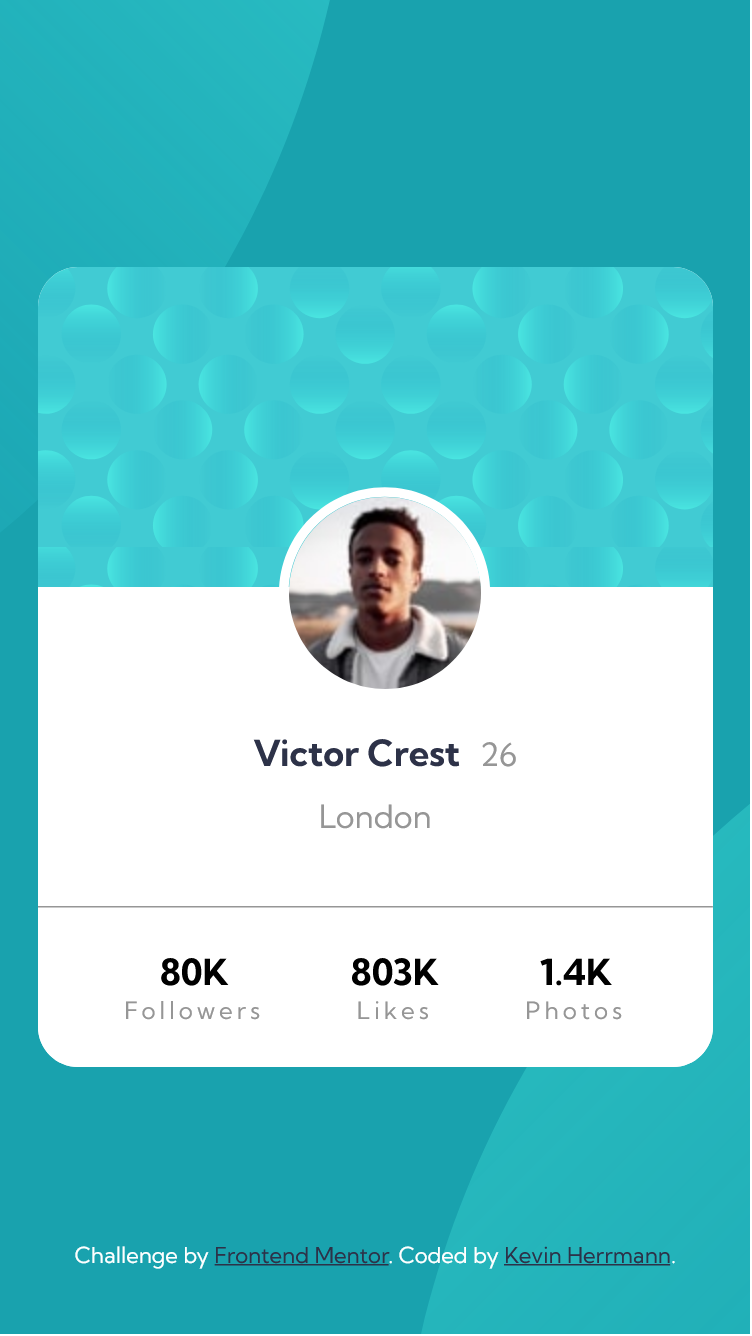 Victor Crest 26
London
80K 803K 1.4K
Followers Likes Photos
Challenge by Frontend Mentor. Coded by Kevin Herrmann.